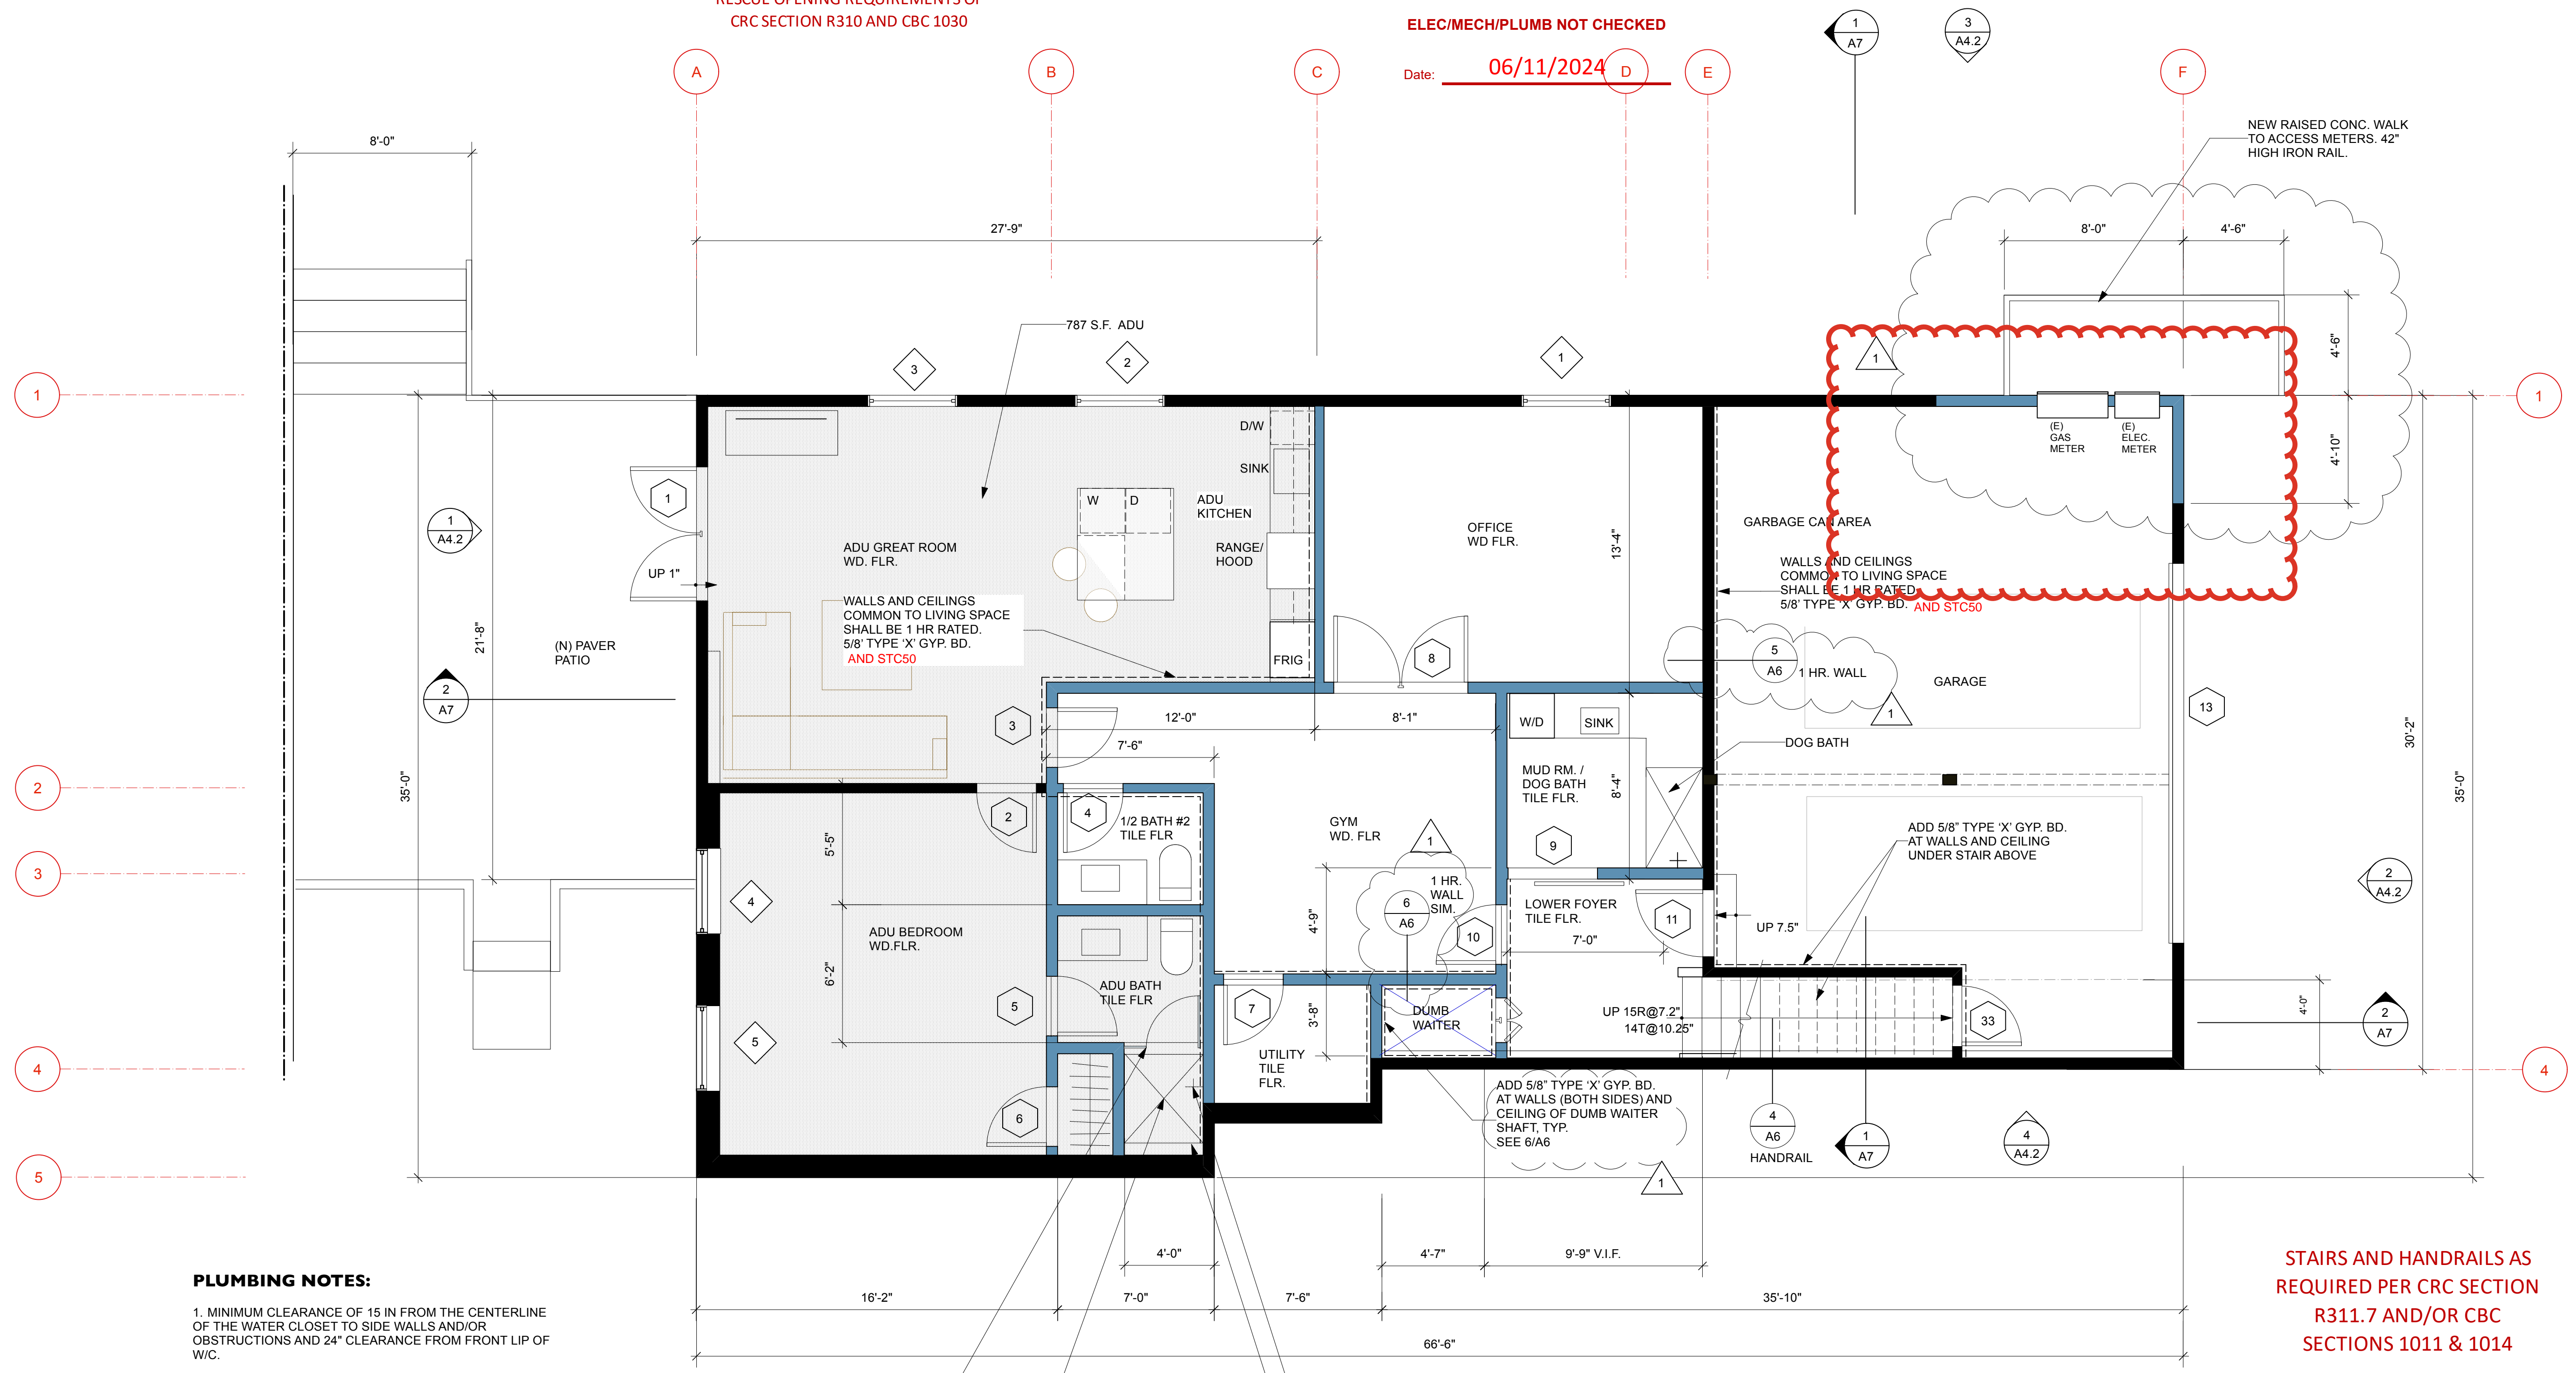 RESCUE OPENING REQUIREMENTS OF
CRC SECTION R310 AND CBC 1030
ELEC/MECH/PLUMB NOT CHECKED
Date: 06/11/2024
1
A7
3
A4.2
A
B
C
D
E
F
NEW RAISED CONC. WALK
TO ACCESS METERS. 42"
HIGH IRON RAIL.
8'-0"
27'-9"
8'-0"
4'-6"
787 S.F. ADU
3
2
1
1
4'-6"
1
1
D/W
(E)
GAS
METER
(E)
ELEC.
METER
4'-10"
SINK
1
W
D
ADU
KITCHEN
1
A4.2
GARBAGE CAN AREA
OFFICE
WD FLR.
13'-4"
ADU GREAT ROOM
WD. FLR.
RANGE/
HOOD
UP 1"
WALLS AND CEILINGS
COMMON TO LIVING SPACE
SHALL BE 1 HR RATED.
5/8' TYPE 'X' GYP. BD.
AND STC50
WALLS AND CEILINGS
COMMON TO LIVING SPACE
SHALL BE 1 HR RATED.
5/8' TYPE 'X' GYP. BD. AND STC50
21'-8"
(N) PAVER
PATIO
FRIG
8
5
A6
1 HR. WALL
GARAGE
2
A7
1
13
12'-0"
8'-1"
W/D
SINK
3
7'-6"
DOG BATH
30'-2"
35'-0"
35'-0"
2
MUD RM. /
DOG BATH
TILE FLR.
8'-4"
2
4
1/2 BATH #2
TILE FLR
GYM
WD. FLR
1
9
ADD 5/8" TYPE 'X' GYP. BD.
AT WALLS AND CEILING
UNDER STAIR ABOVE
5'-5"
3
4
1 HR.
WALL
SIM.
6
A6
LOWER FOYER
TILE FLR.
11
2
A4.2
4'-9"
10
7'-0"
UP 7.5"
ADU BEDROOM
WD.FLR.
6'-2"
ADU BATH
TILE FLR
5
7
3'-8"
DUMB
WAITER
UP 15R@7.2"
14T@10.25"
33
4'-0"
2
A7
5
UTILITY
TILE
FLR.
4
4
6
ADD 5/8" TYPE 'X' GYP. BD.
AT WALLS (BOTH SIDES) AND
CEILING OF DUMB WAITER
SHAFT, TYP.
SEE 6/A6
4
A6
HANDRAIL
1
A7
4
A4.2
5
1
4'-0"
4'-7"
9'-9" V.I.F.
16'-2"
7'-0"
7'-6"
35'-10"
66'-6"
PLUMBING NOTES:
1. MINIMUM CLEARANCE OF 15 IN FROM THE CENTERLINE
OF THE WATER CLOSET TO SIDE WALLS AND/OR
OBSTRUCTIONS AND 24" CLEARANCE FROM FRONT LIP OF
W/C.
STAIRS AND HANDRAILS AS
REQUIRED PER CRC SECTION
R311.7 AND/OR CBC
SECTIONS 1011 & 1014